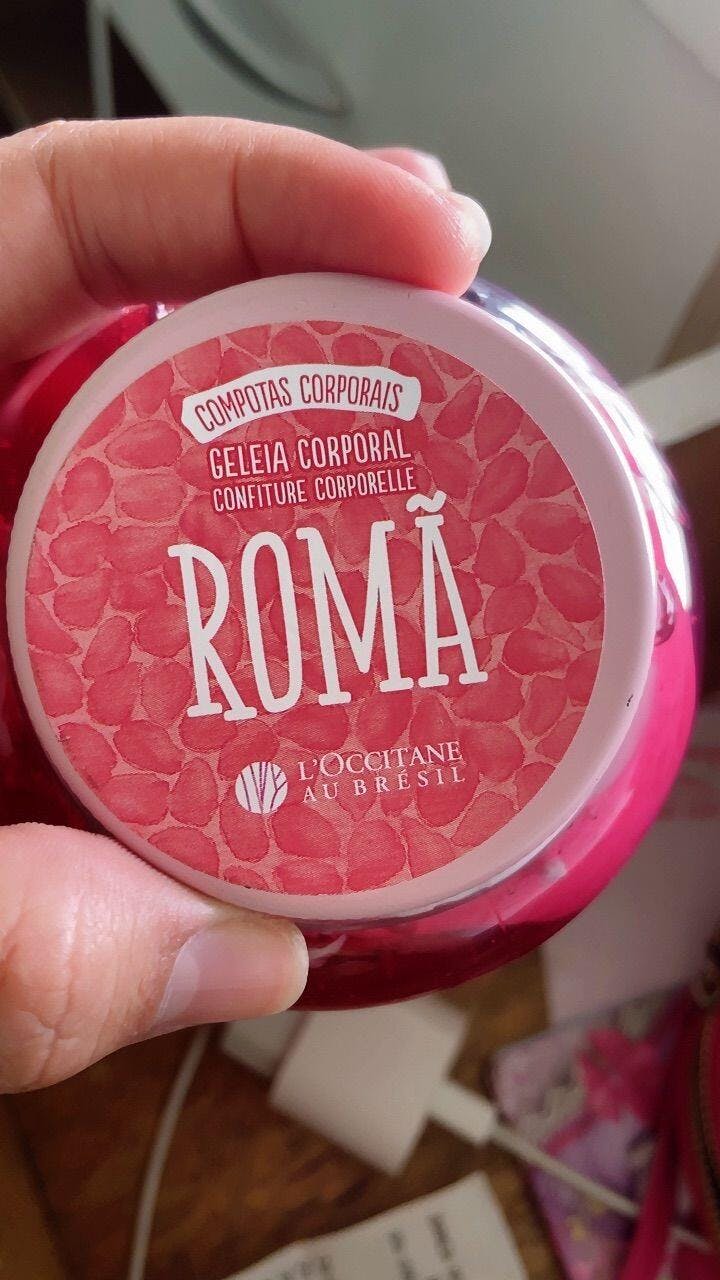 COMPOTAS CORPORAIS
GELEIA CORPORAL
CONFITURE CORPORELLE
ROMÃ
L'OCCITANE
AU BRÉSIL